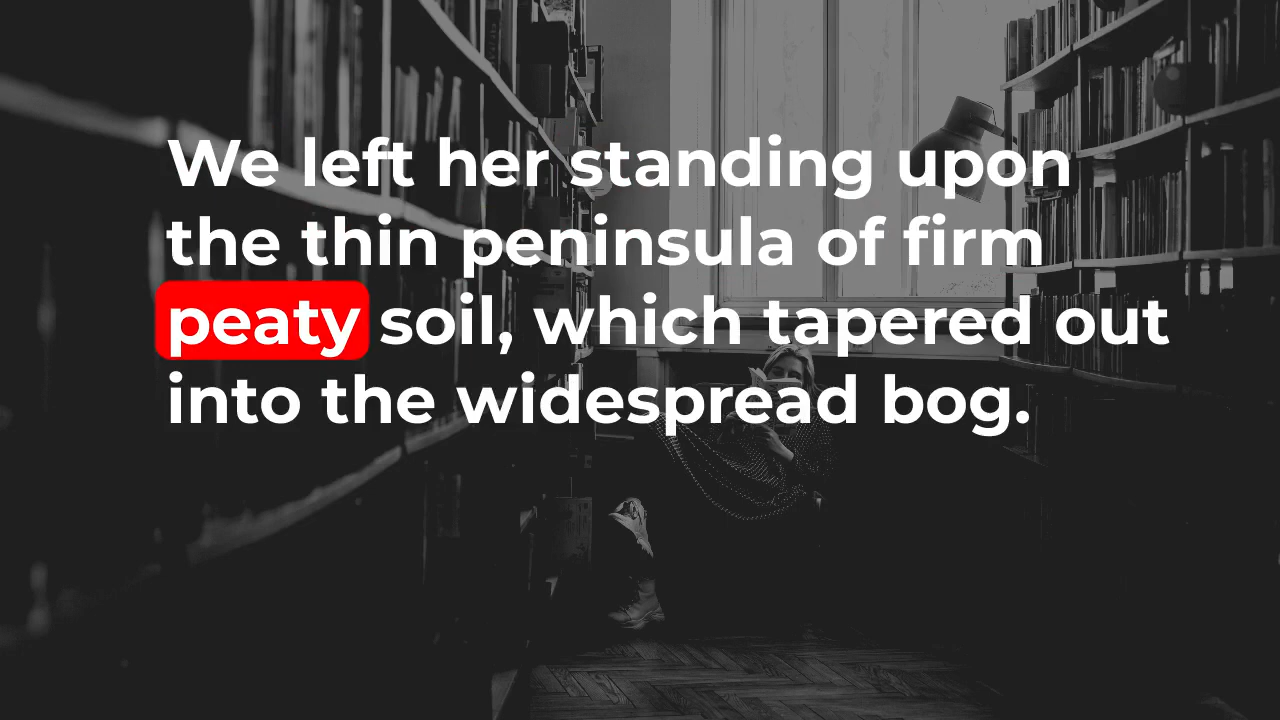 We left her standing upon
the thin peninsula of firm
peaty soil, which tapered out
into the widespread bog.